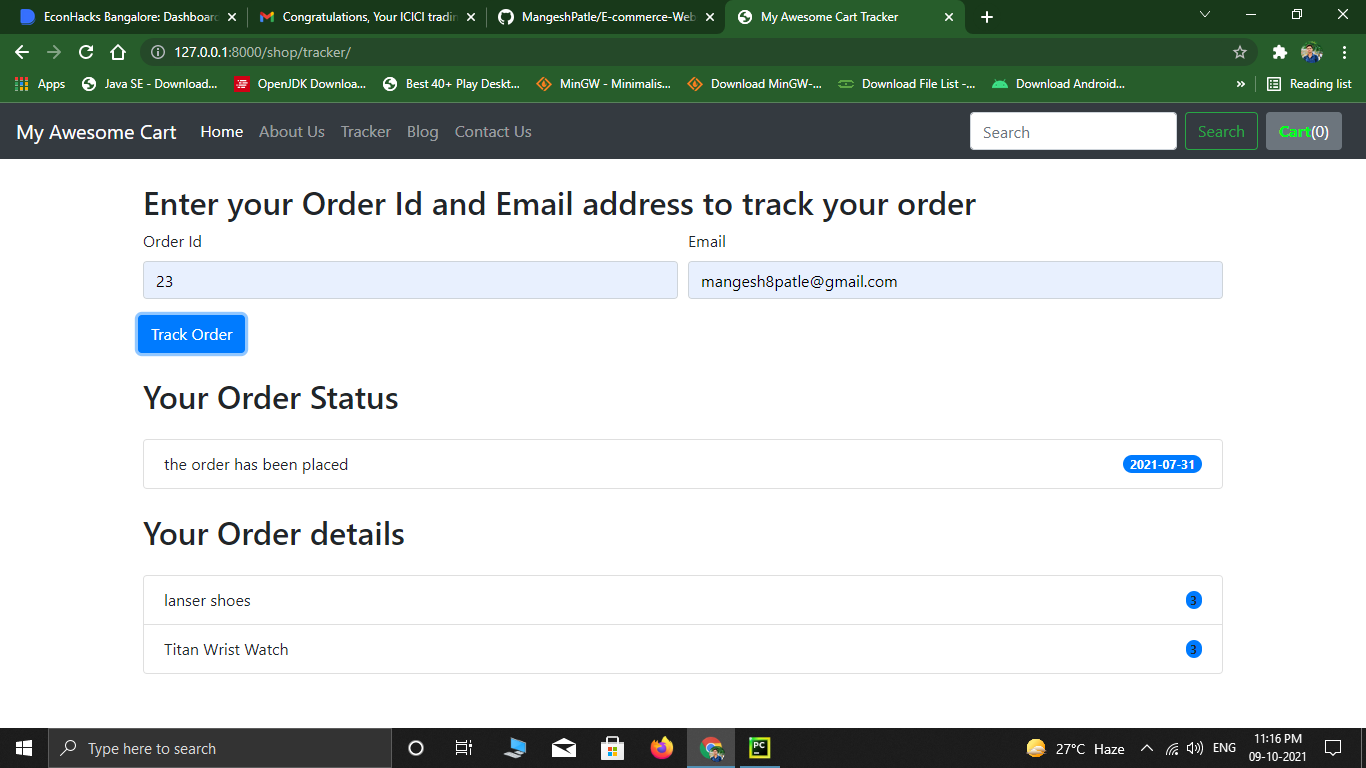 EconHacks Bangalore: Dashboard
Congratulations, Your ICICI tradin
MangeshPatle/E-commerce-Web
My Awesome Cart Tracker
127.0.0.1:8000/shop/tracker/
Apps
Java SE - Download...
OpenJDK Downloa...
Best 40+ Play Deskt...
MinGW - Minimalis...
Download MinGW-...
Download File List -...
Download Android...
»
Reading list
My Awesome Cart
Home
About Us
Tracker
Blog
Contact Us
Search
Search
Cart(0)
Enter your Order Id and Email address to track your order
Order Id
Email
23
mangesh8patle@gmail.com
Track Order
Your Order Status
the order has been placed
2021-07-31
Your Order details
lanser shoes
3
Titan Wrist Watch
3
Type here to search
PC
27°C Haze
ENG
11:16 PM
09-10-2021